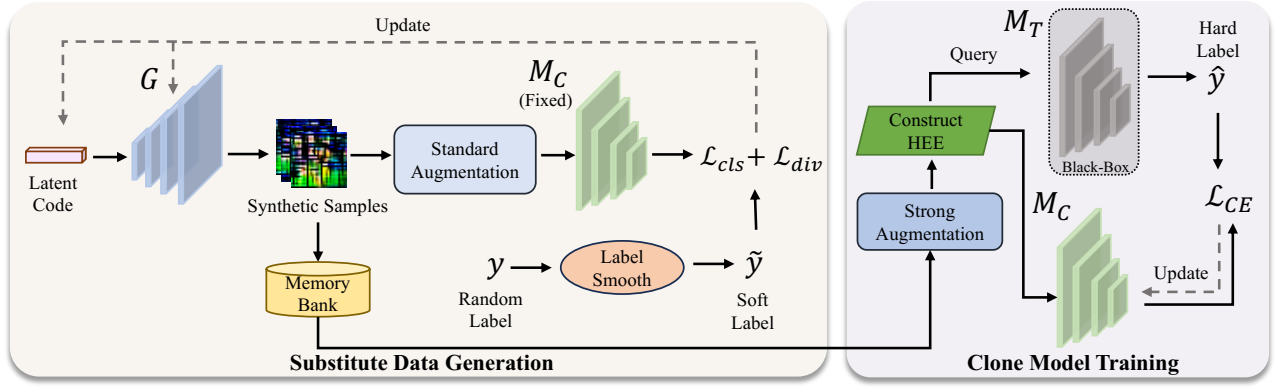 Update
G
M_C
(Fixed)
Latent
Code
Synthetic Samples
Standard
Augmentation
ℒ_cls + ℒ_div
Memory
Bank
y
Random
Label
Label
Smooth
ỹ
Soft
Label
Substitute Data Generation
M_T
Query
Black-Box
Hard
Label
ŷ
Construct
HEE
Strong
Augmentation
M_C
ℒ_CE
Update
Clone Model Training